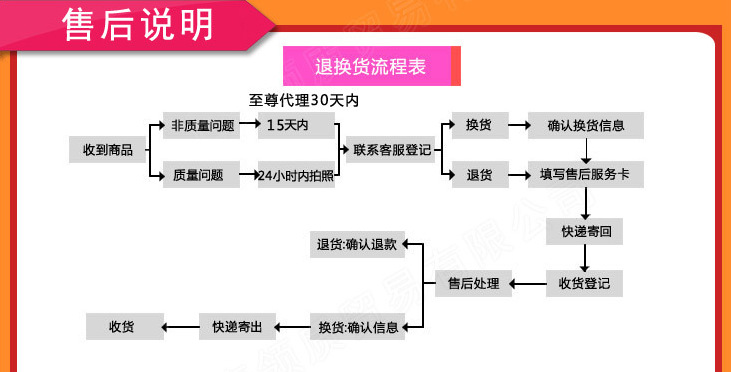 售后说明
退换货流程表
至尊代理30天内
非质量问题
15天内
换货
确认换货信息
收到商品
联系客服登记
质量问题
24小时内拍照
退货
填写售后服务卡
快递寄回
退货:确认退款
售后处理
收货登记
收货
快递寄出
换货:确认信息